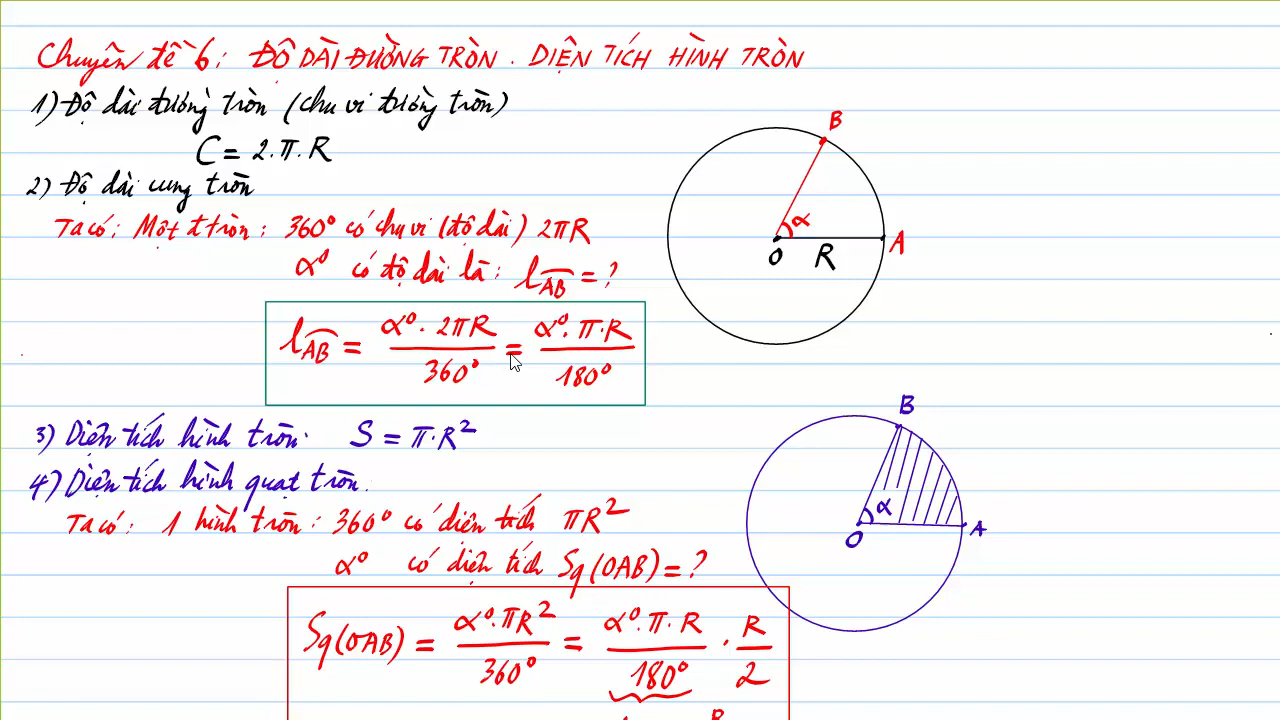 Chuyên đề 6: ĐỘ DÀI ĐƯỜNG TRÒN. DIỆN TÍCH HÌNH TRÒN
1) Độ dài đường tròn (chu vi đường tròn)
C = 2.π.R
2) Độ dài cung tròn
Ta có: Một đ tròn: 360° có chu vi (độ dài) 2πR
α° có độ dài là: l AB = ?
l AB = α°. 2πR / 360° = α°. π.R / 180°
B
α
O
R
A
3) Diện tích hình tròn. S = π.R²
4) Diện tích hình quạt tròn.
Ta có: 1 hình tròn: 360° có diện tích πR²
α° có diện tích Sq(OAB) = ?
Sq(OAB) = α°.πR² / 360° = α°.π.R / 180° . R / 2
B
α
O
A